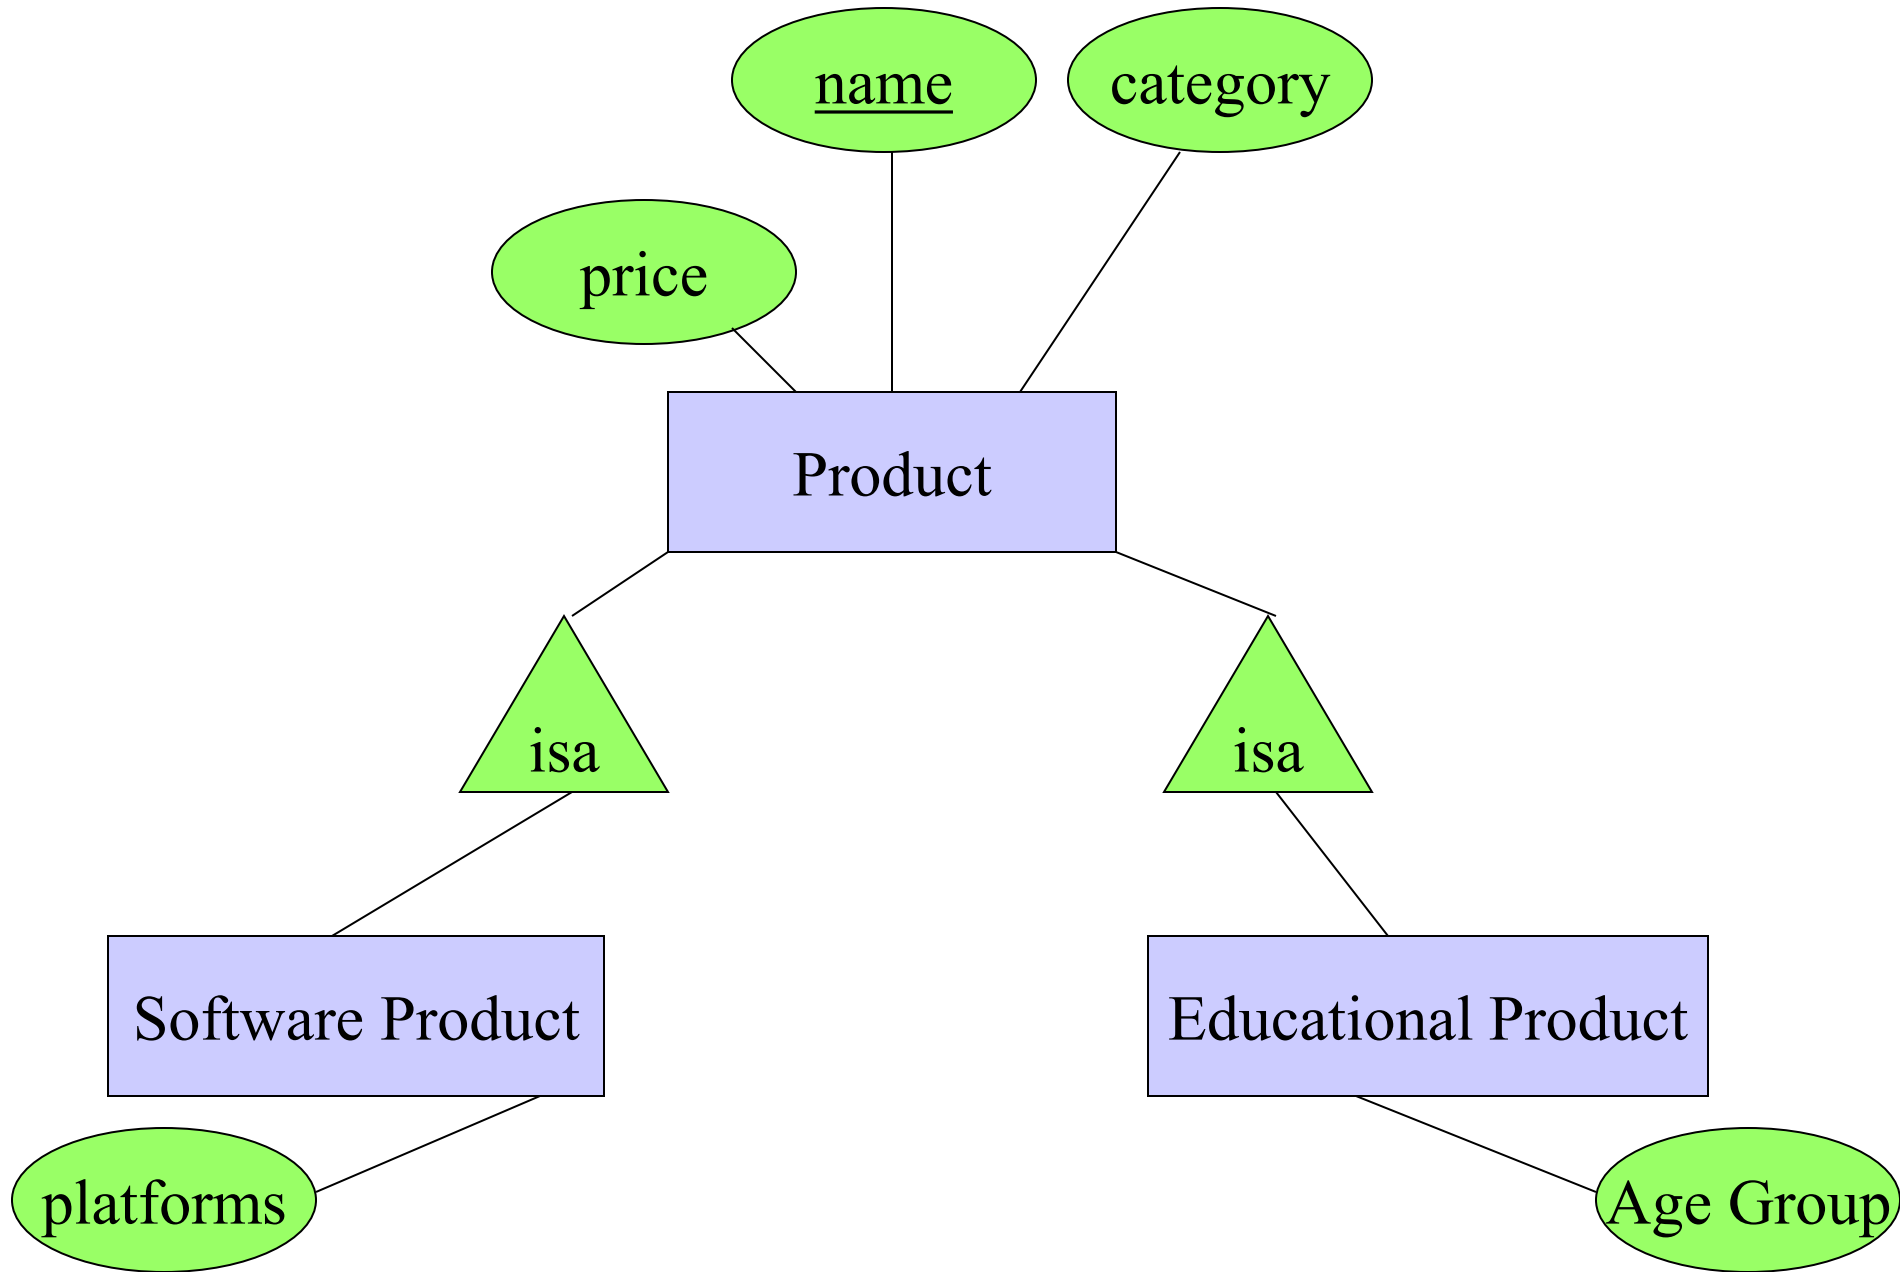 name
category
price
Product
isa
isa
Software Product
Educational Product
platforms
Age Group